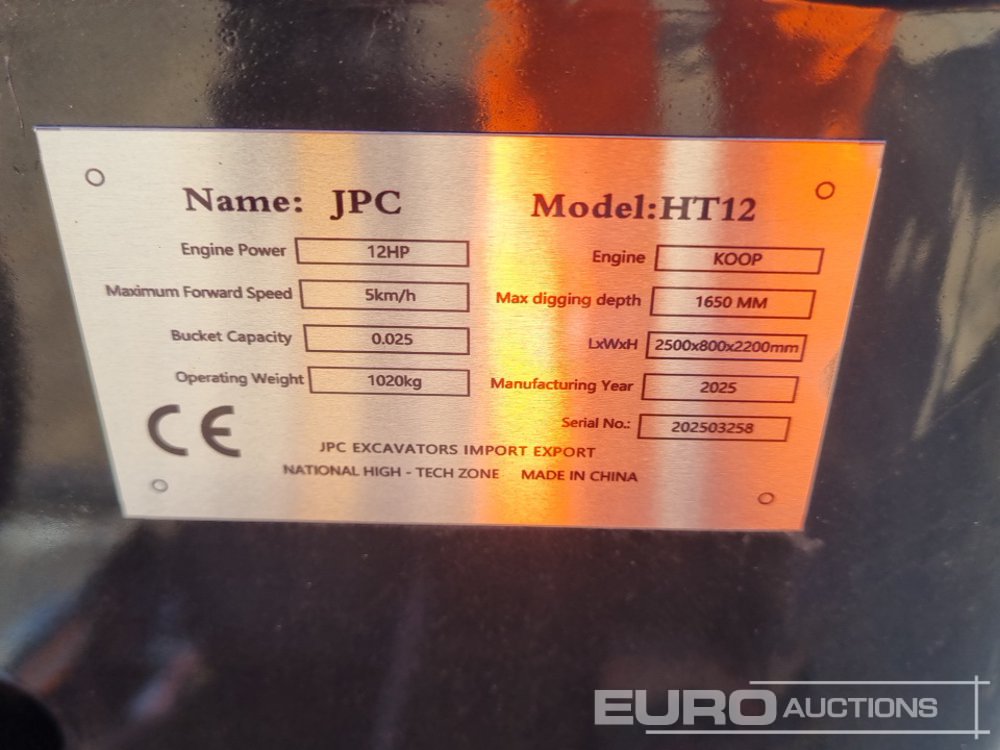 Name: JPC Model:HT12
Engine Power 12HP Engine KOOP
Maximum Forward Speed 5km/h Max digging depth 1650 MM
Bucket Capacity 0.025 LxWxH 2500x800x2200mm
Operating Weight 1020kg Manufacturing Year 2025
Serial No.: 202503258
CE
JPC EXCAVATORS IMPORT EXPORT
NATIONAL HIGH - TECH ZONE MADE IN CHINA
EURO AUCTIONS